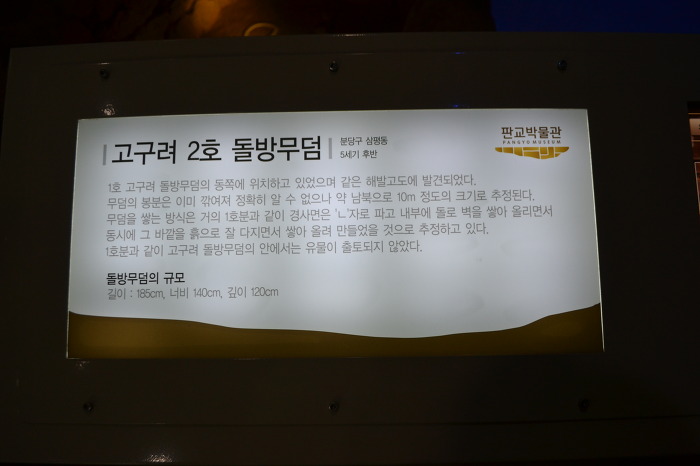 고구려 2호 돌방무덤
분당구 삼평동
5세기 후반
판교박물관
PANGYO MUSEUM
1호 고구려 돌방무덤의 동쪽에 위치하고 있었으며 같은 해발고도에 발견되었다.
무덤의 봉분은 이미 깎여져 정확히 알 수 없으나 약 남북으로 10m 정도의 크기로 추정된다.
무덤을 쌓는 방식은 거의 1호분과 같이 경사면은 'ㄴ'자로 파고 내부에 돌로 벽을 쌓아 올리면서
동시에 그 바깥을 흙으로 잘 다지면서 쌓아 올려 만들었을 것으로 추정하고 있다.
1호분과 같이 고구려 돌방무덤의 안에서는 유물이 출토되지 않았다.
돌방무덤의 규모
길이 : 185cm, 너비 140cm, 깊이 120cm